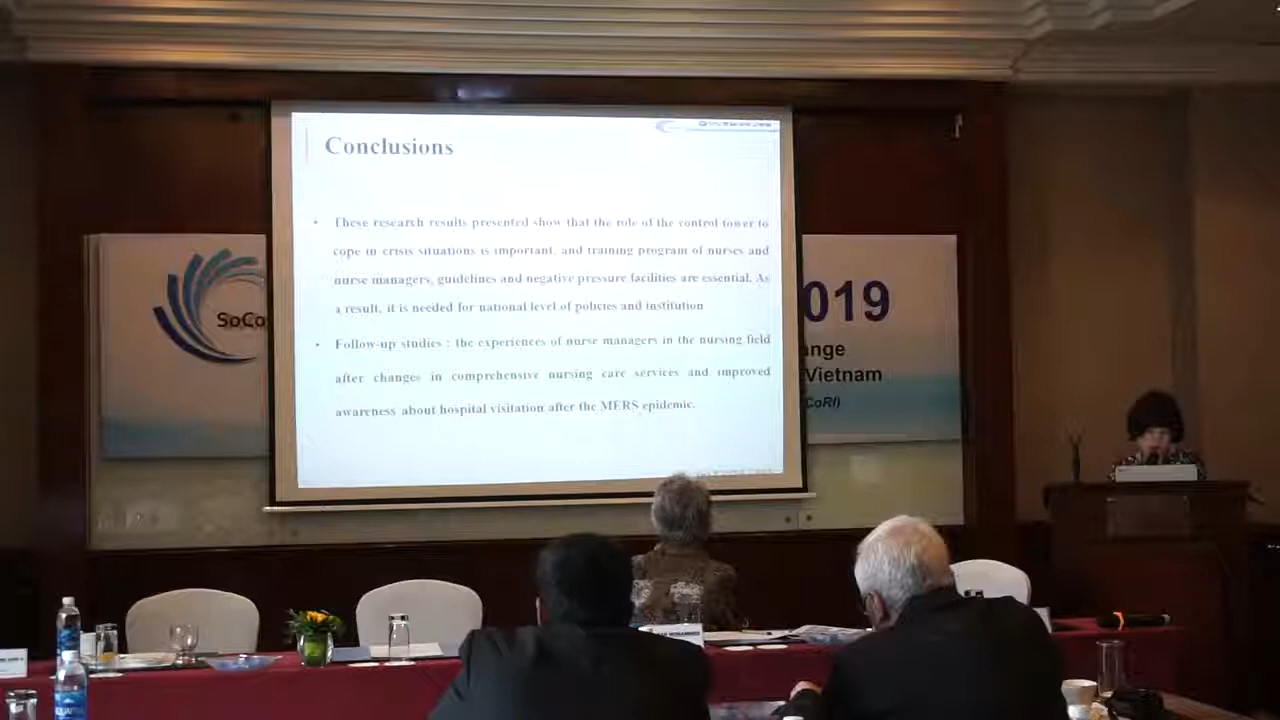 Conclusions
• These research results presented show that the role of the control tower to
cope in crisis situations is important, and training program of nurses and
nurse managers, guidelines and negative pressure facilities are essential. As
a result, it is needed for national level of policies and institution
• Follow-up studies : the experiences of nurse managers in the nursing field
after changes in comprehensive nursing care services and improved
awareness about hospital visitation after the MERS epidemic.
SoCo
019
ange
Vietnam
CoRI)